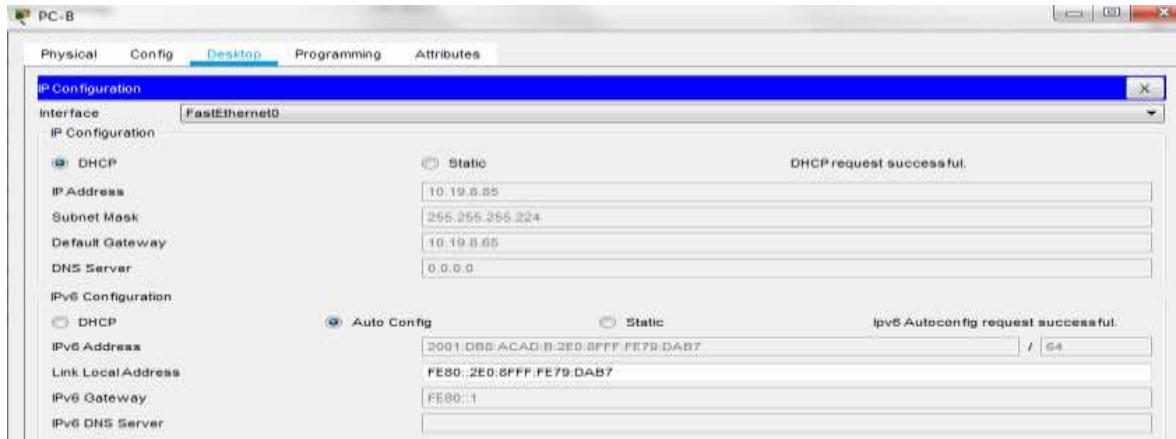 PC-B
Physical Config Desktop Programming Attributes
IP Configuration X
Interface FastEthernet0
IP Configuration
DHCP Static DHCP request successful.
IP Address 10.19.8.85
Subnet Mask 255.255.255.224
Default Gateway 10.19.8.65
DNS Server 0.0.0.0
IPv6 Configuration
DHCP Auto Config Static Ipv6 Autoconfig request successful.
IPv6 Address 2001:DB8:ACAD:B:2E0:8FFF:FE79:DAB7 / 64
Link Local Address FE80::2E0:8FFF:FE79:DAB7
IPv6 Gateway FE80::1
IPv6 DNS Server